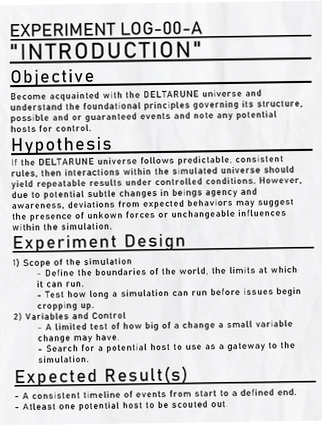 EXPERIMENT LOG-00-A
"INTRODUCTION"
Objective
Become acquainted with the DELTARUNE universe and
understand the foundational principles governing its structure,
possible and or guaranteed events and note any potential
hosts for control.
Hypothesis
If the DELTARUNE universe follows predictable, consistent
rules, then interactions within the simulated universe should
yield repeatable results under controlled conditions. However,
due to potential subtle changes in beings agency and
awareness, deviations from expected behaviors may suggest
the presence of unkown forces or unchangeable influences
within the simulation.
Experiment Design
1) Scope of the simulation
- Define the boundaries of the world, the limits at which
it can run.
- Test how long a simulation can run before issues begin
cropping up.
2) Variables and Control
- A limited test of how big of a change a small variable
change may have.
- Search for a potential host to use as a gateway to the
simulation.
Expected Result(s)
- A consistent timeline of events from start to a defined end.
- Atleast one potential host to be scouted out.